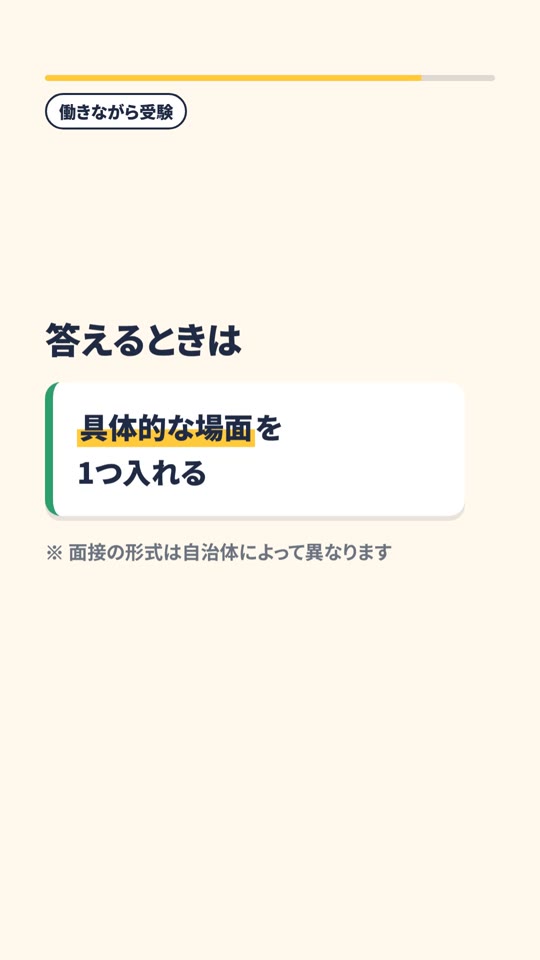 働きながら受験
答えるときは
具体的な場面を
1つ入れる
※ 面接の形式は自治体によって異なります